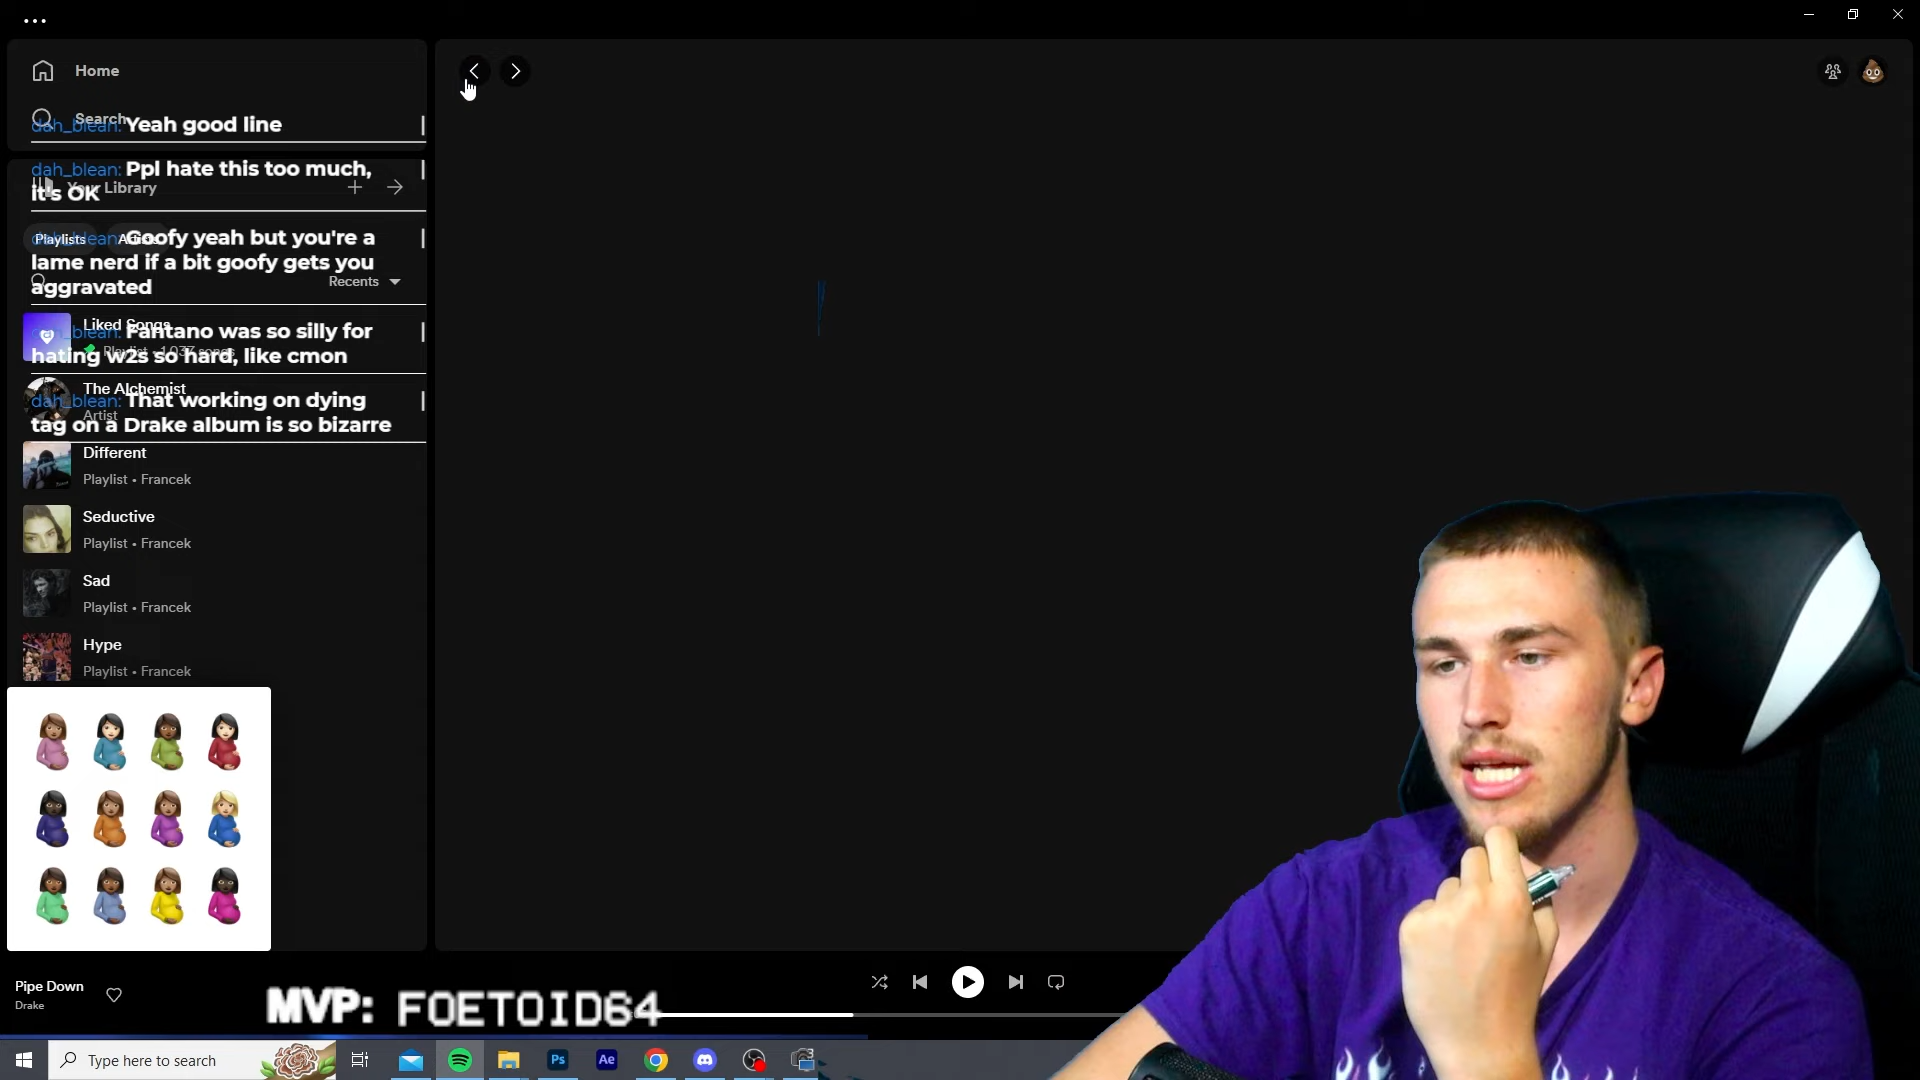 Home
Search
dah_blean: Yeah good line
dah_blean: Ppl hate this too much,
it's OK
Your Library
Playlists
Artists
dah_blean: Goofy yeah but you're a
lame nerd if a bit goofy gets you
aggravated
Recents
Liked Songs
Playlist • 1,037 songs
dah_blean: Fantano was so silly for
hating w2s so hard, like cmon
The Alchemist
Artist
dah_blean: That working on dying
tag on a Drake album is so bizarre
Different
Playlist • Francek
Seductive
Playlist • Francek
Sad
Playlist • Francek
Hype
Playlist • Francek
Pipe Down
Drake
MVP: FOETOID64
Type here to search
Ps
Ae